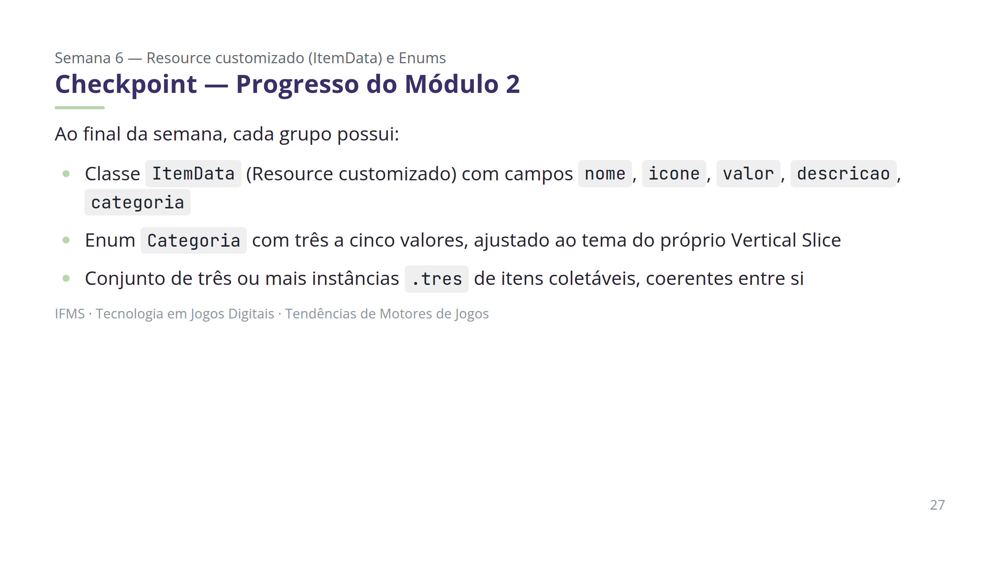 Semana 6 — Resource customizado (ItemData) e Enums
Checkpoint — Progresso do Módulo 2
Ao final da semana, cada grupo possui:
Classe ItemData (Resource customizado) com campos nome, icone, valor, descricao,
categoria
Enum Categoria com três a cinco valores, ajustado ao tema do próprio Vertical Slice
Conjunto de três ou mais instâncias .tres de itens coletáveis, coerentes entre si
IFMS · Tecnologia em Jogos Digitais · Tendências de Motores de Jogos
27